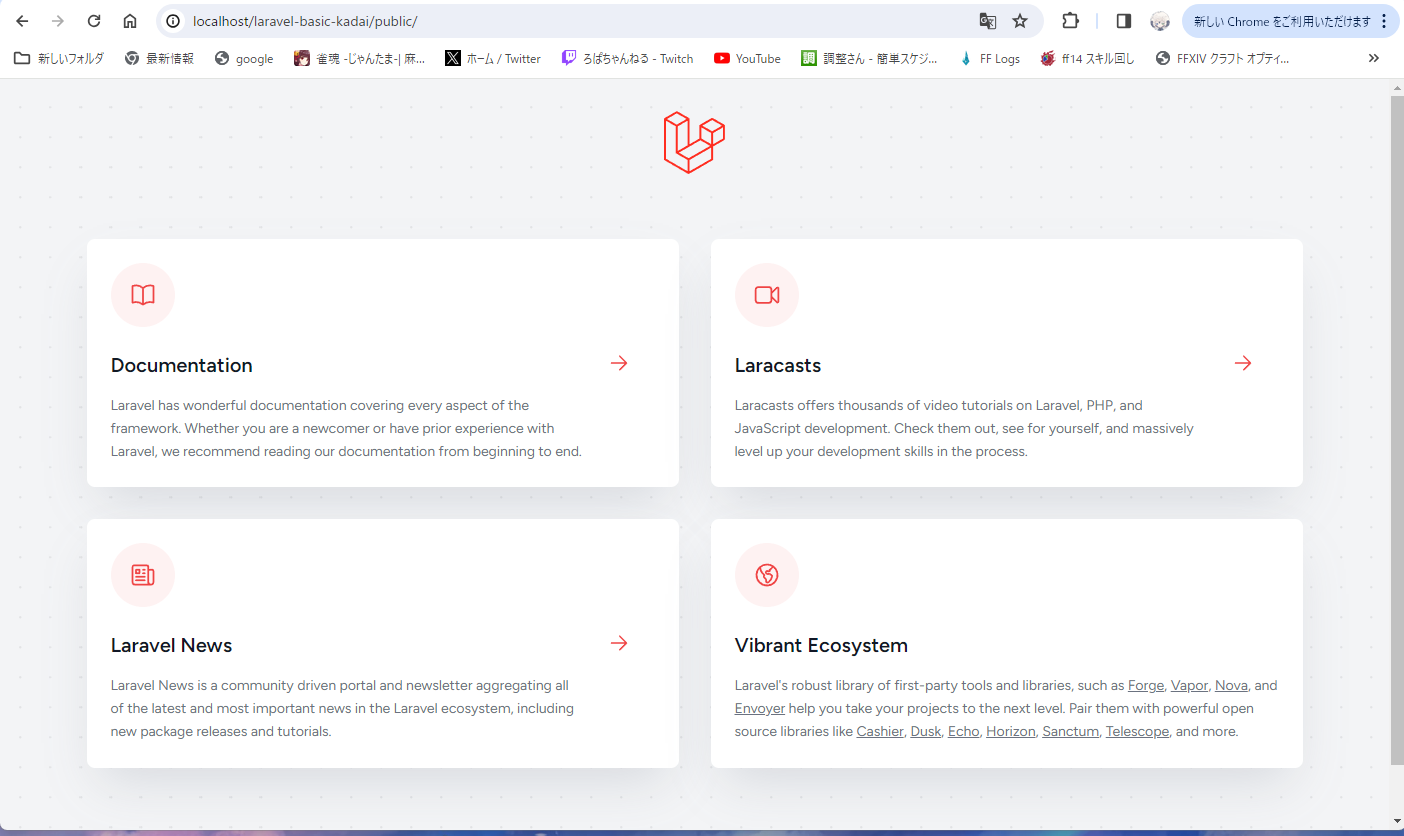 localhost/laravel-basic-kadai/public/
新しい Chrome をご利用いただけます
新しいフォルダ
最新情報
google
雀魂 -じゃんたま-| 麻...
ホーム / Twitter
ろぱちゃんねる - Twitch
YouTube
調整さん - 簡単スケジ...
FF Logs
ff14 スキル回し
FFXIV クラフト オプティ...
Documentation
Laravel has wonderful documentation covering every aspect of the
framework. Whether you are a newcomer or have prior experience with
Laravel, we recommend reading our documentation from beginning to end.
Laracasts
Laracasts offers thousands of video tutorials on Laravel, PHP, and
JavaScript development. Check them out, see for yourself, and massively
level up your development skills in the process.
Laravel News
Laravel News is a community driven portal and newsletter aggregating all
of the latest and most important news in the Laravel ecosystem, including
new package releases and tutorials.
Vibrant Ecosystem
Laravel's robust library of first-party tools and libraries, such as Forge, Vapor, Nova, and
Envoyer help you take your projects to the next level. Pair them with powerful open
source libraries like Cashier, Dusk, Echo, Horizon, Sanctum, Telescope, and more.